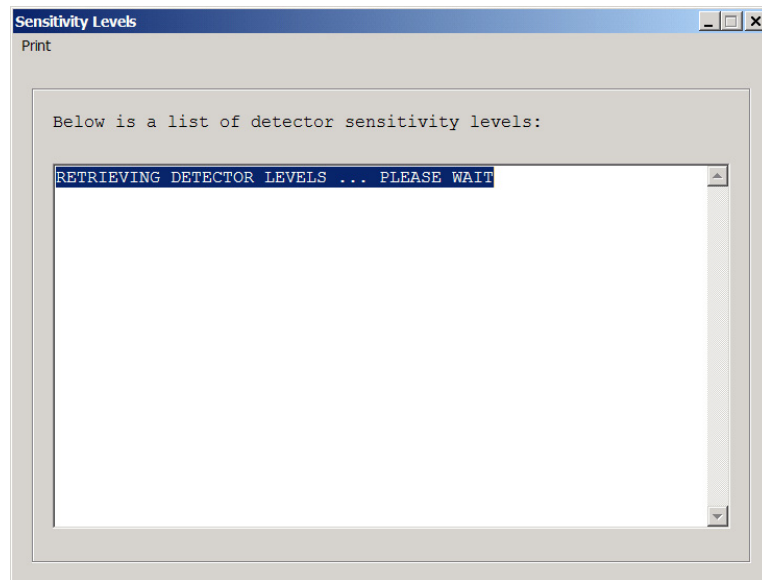 Sensitivity Levels
Print
Below is a list of detector sensitivity levels:
RETRIEVING DETECTOR LEVELS ... PLEASE WAIT